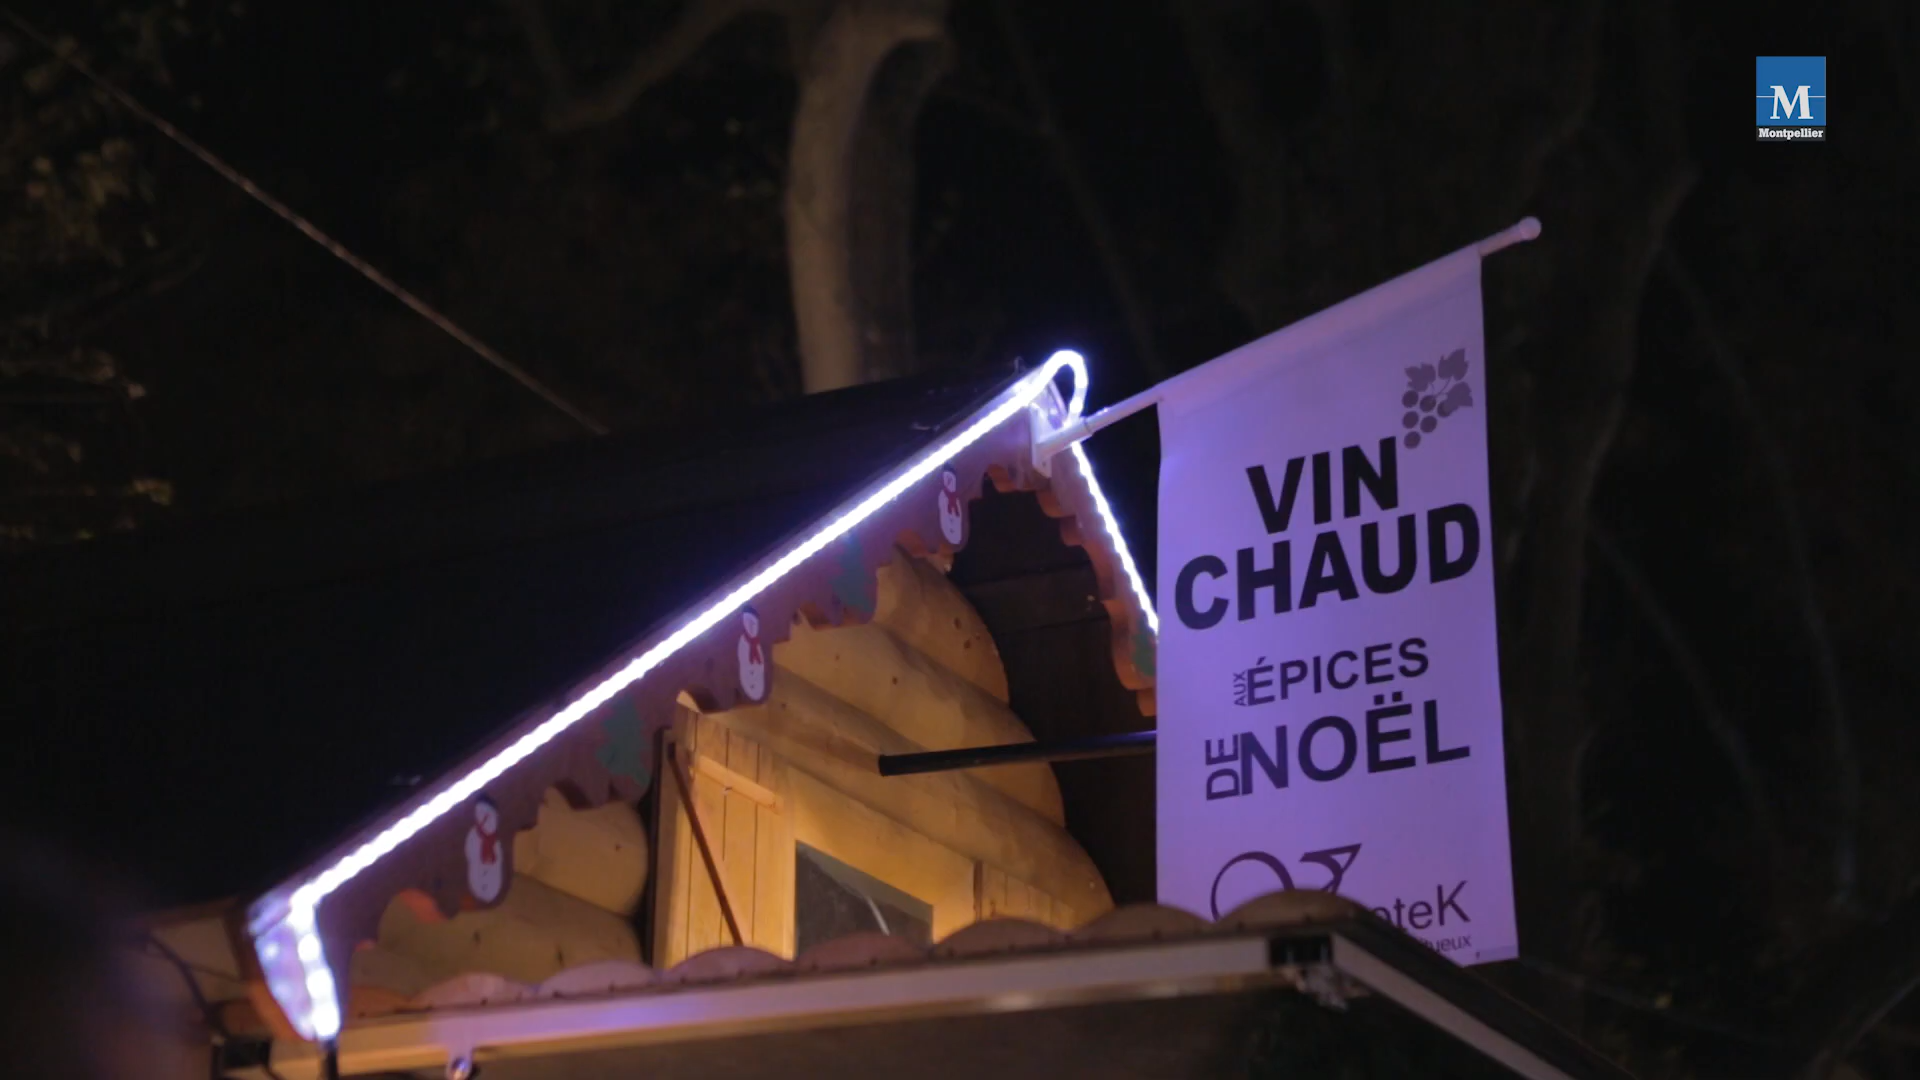 M
Montpellier
VIN
CHAUD
AUX ÉPICES
DE NOËL